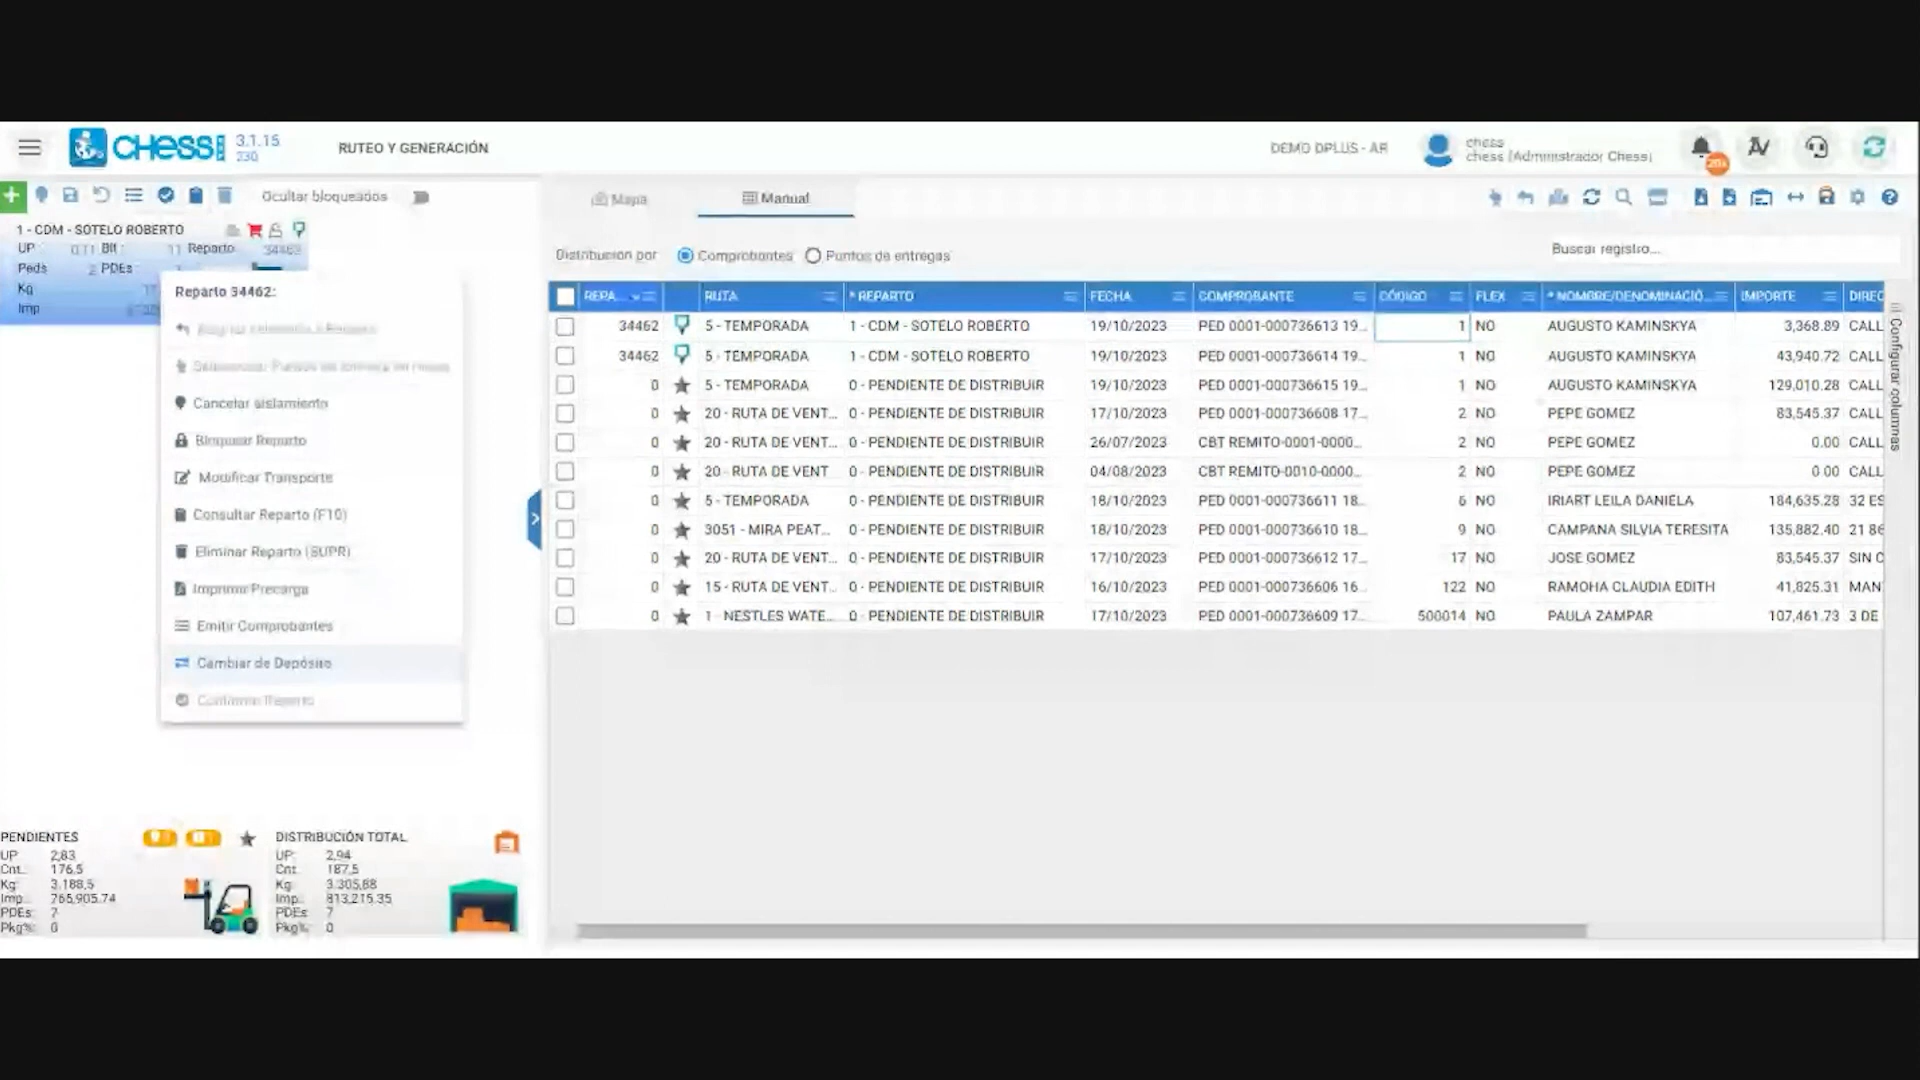 CHESS 3.1.15
230
RUTEO Y GENERACIÓN
DEMO DPLUS - AR
chess
chess (Administrador Chess)
Ocultar bloqueados
Mapa
Manual
1 - CDM - SOTELO ROBERTO
UP 0.11 Blt : 11 Reparto 34462
Peds 2 PDEs
Kg
Imp
Distribución por Comprobantes Puntos de entregas
Buscar registro...
Reparto 34462:
Cancelar aislamiento
Bloquear Reparto
Modificar Transporte
Consultar Reparto (F10)
Eliminar Reparto (SUPR)
Imprimir Precarga
Emitir Comprobantes
Cambiar de Depósito
Confirmar Reparto
REPA... RUTA * REPARTO FECHA COMPROBANTE CÓDIGO FLEX * NOMBRE/DENOMINACIÓ... IMPORTE DIREC
34462 5 - TEMPORADA 1 - CDM - SOTELO ROBERTO 19/10/2023 PED 0001-000736613 19... 1 NO AUGUSTO KAMINSKYA 3,368.89 CALL
34462 5 - TEMPORADA 1 - CDM - SOTELO ROBERTO 19/10/2023 PED 0001-000736614 19... 1 NO AUGUSTO KAMINSKYA 43,940.72 CALL
0 5 - TEMPORADA 0 - PENDIENTE DE DISTRIBUIR 19/10/2023 PED 0001-000736615 19... 1 NO AUGUSTO KAMINSKYA 129,010.28 CALL
0 20 - RUTA DE VENT... 0 - PENDIENTE DE DISTRIBUIR 17/10/2023 PED 0001-000736608 17... 2 NO PEPE GOMEZ 83,545.37 CALL
0 20 - RUTA DE VENT... 0 - PENDIENTE DE DISTRIBUIR 26/07/2023 CBT REMITO-0001-0000... 2 NO PEPE GOMEZ 0.00 CALL
0 20 - RUTA DE VENT 0 - PENDIENTE DE DISTRIBUIR 04/08/2023 CBT REMITO-0010-0000... 2 NO PEPE GOMEZ 0 00 CALL
0 5 - TEMPORADA 0 - PENDIENTE DE DISTRIBUIR 18/10/2023 PED 0001-000736611 18... 6 NO IRIART LEILA DANIELA 184,635.28 32 ES
0 3051 - MIRA PEAT... 0 - PENDIENTE DE DISTRIBUIR 18/10/2023 PED 0001-000736610 18... 9 NO CAMPANA SILVIA TERESITA 135,882.40 21 86
0 20 - RUTA DE VENT... 0 - PENDIENTE DE DISTRIBUIR 17/10/2023 PED 0001-000736612 17... 17 NO JOSE GOMEZ 83,545.37 SIN C
0 15 - RUTA DE VENT... 0 - PENDIENTE DE DISTRIBUIR 16/10/2023 PED 0001-000736606 16... 122 NO RAMOHA CLAUDIA EDITH 41,825.31 MAN
0 1 - NESTLES WATE... 0 - PENDIENTE DE DISTRIBUIR 17/10/2023 PED 0001-000736609 17... 500014 NO PAULA ZAMPAR 107,461.73 3 DE
Configurar columnas
PENDIENTES
UP 2,83
Cnt.. 176,5
Kg 3.188,5
Imp.. 765,905.74
PDEs: 7
Pkg%: 0
DISTRIBUCIÓN TOTAL
UP: 2,94
Cnt 187,5
Kg 3.305,88
Imp.. 813,215.35
PDEs: 7
Pkg%: 0